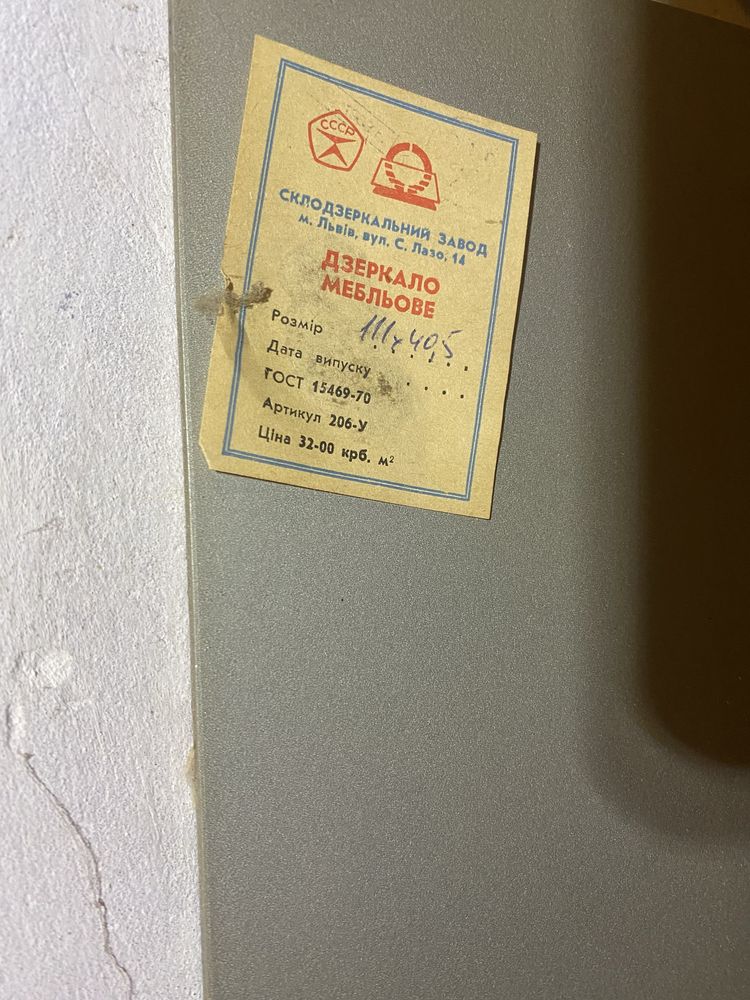 СССР
СКЛОДЗЕРКАЛЬНИЙ ЗАВОД
м. Львів, вул. С. Лазо, 14
ДЗЕРКАЛО
МЕБЛЬОВЕ
Розмір 111х40,5
Дата випуску . . . .
ГОСТ 15469-70
Артикул 206-У
Ціна 32-00 крб. м²